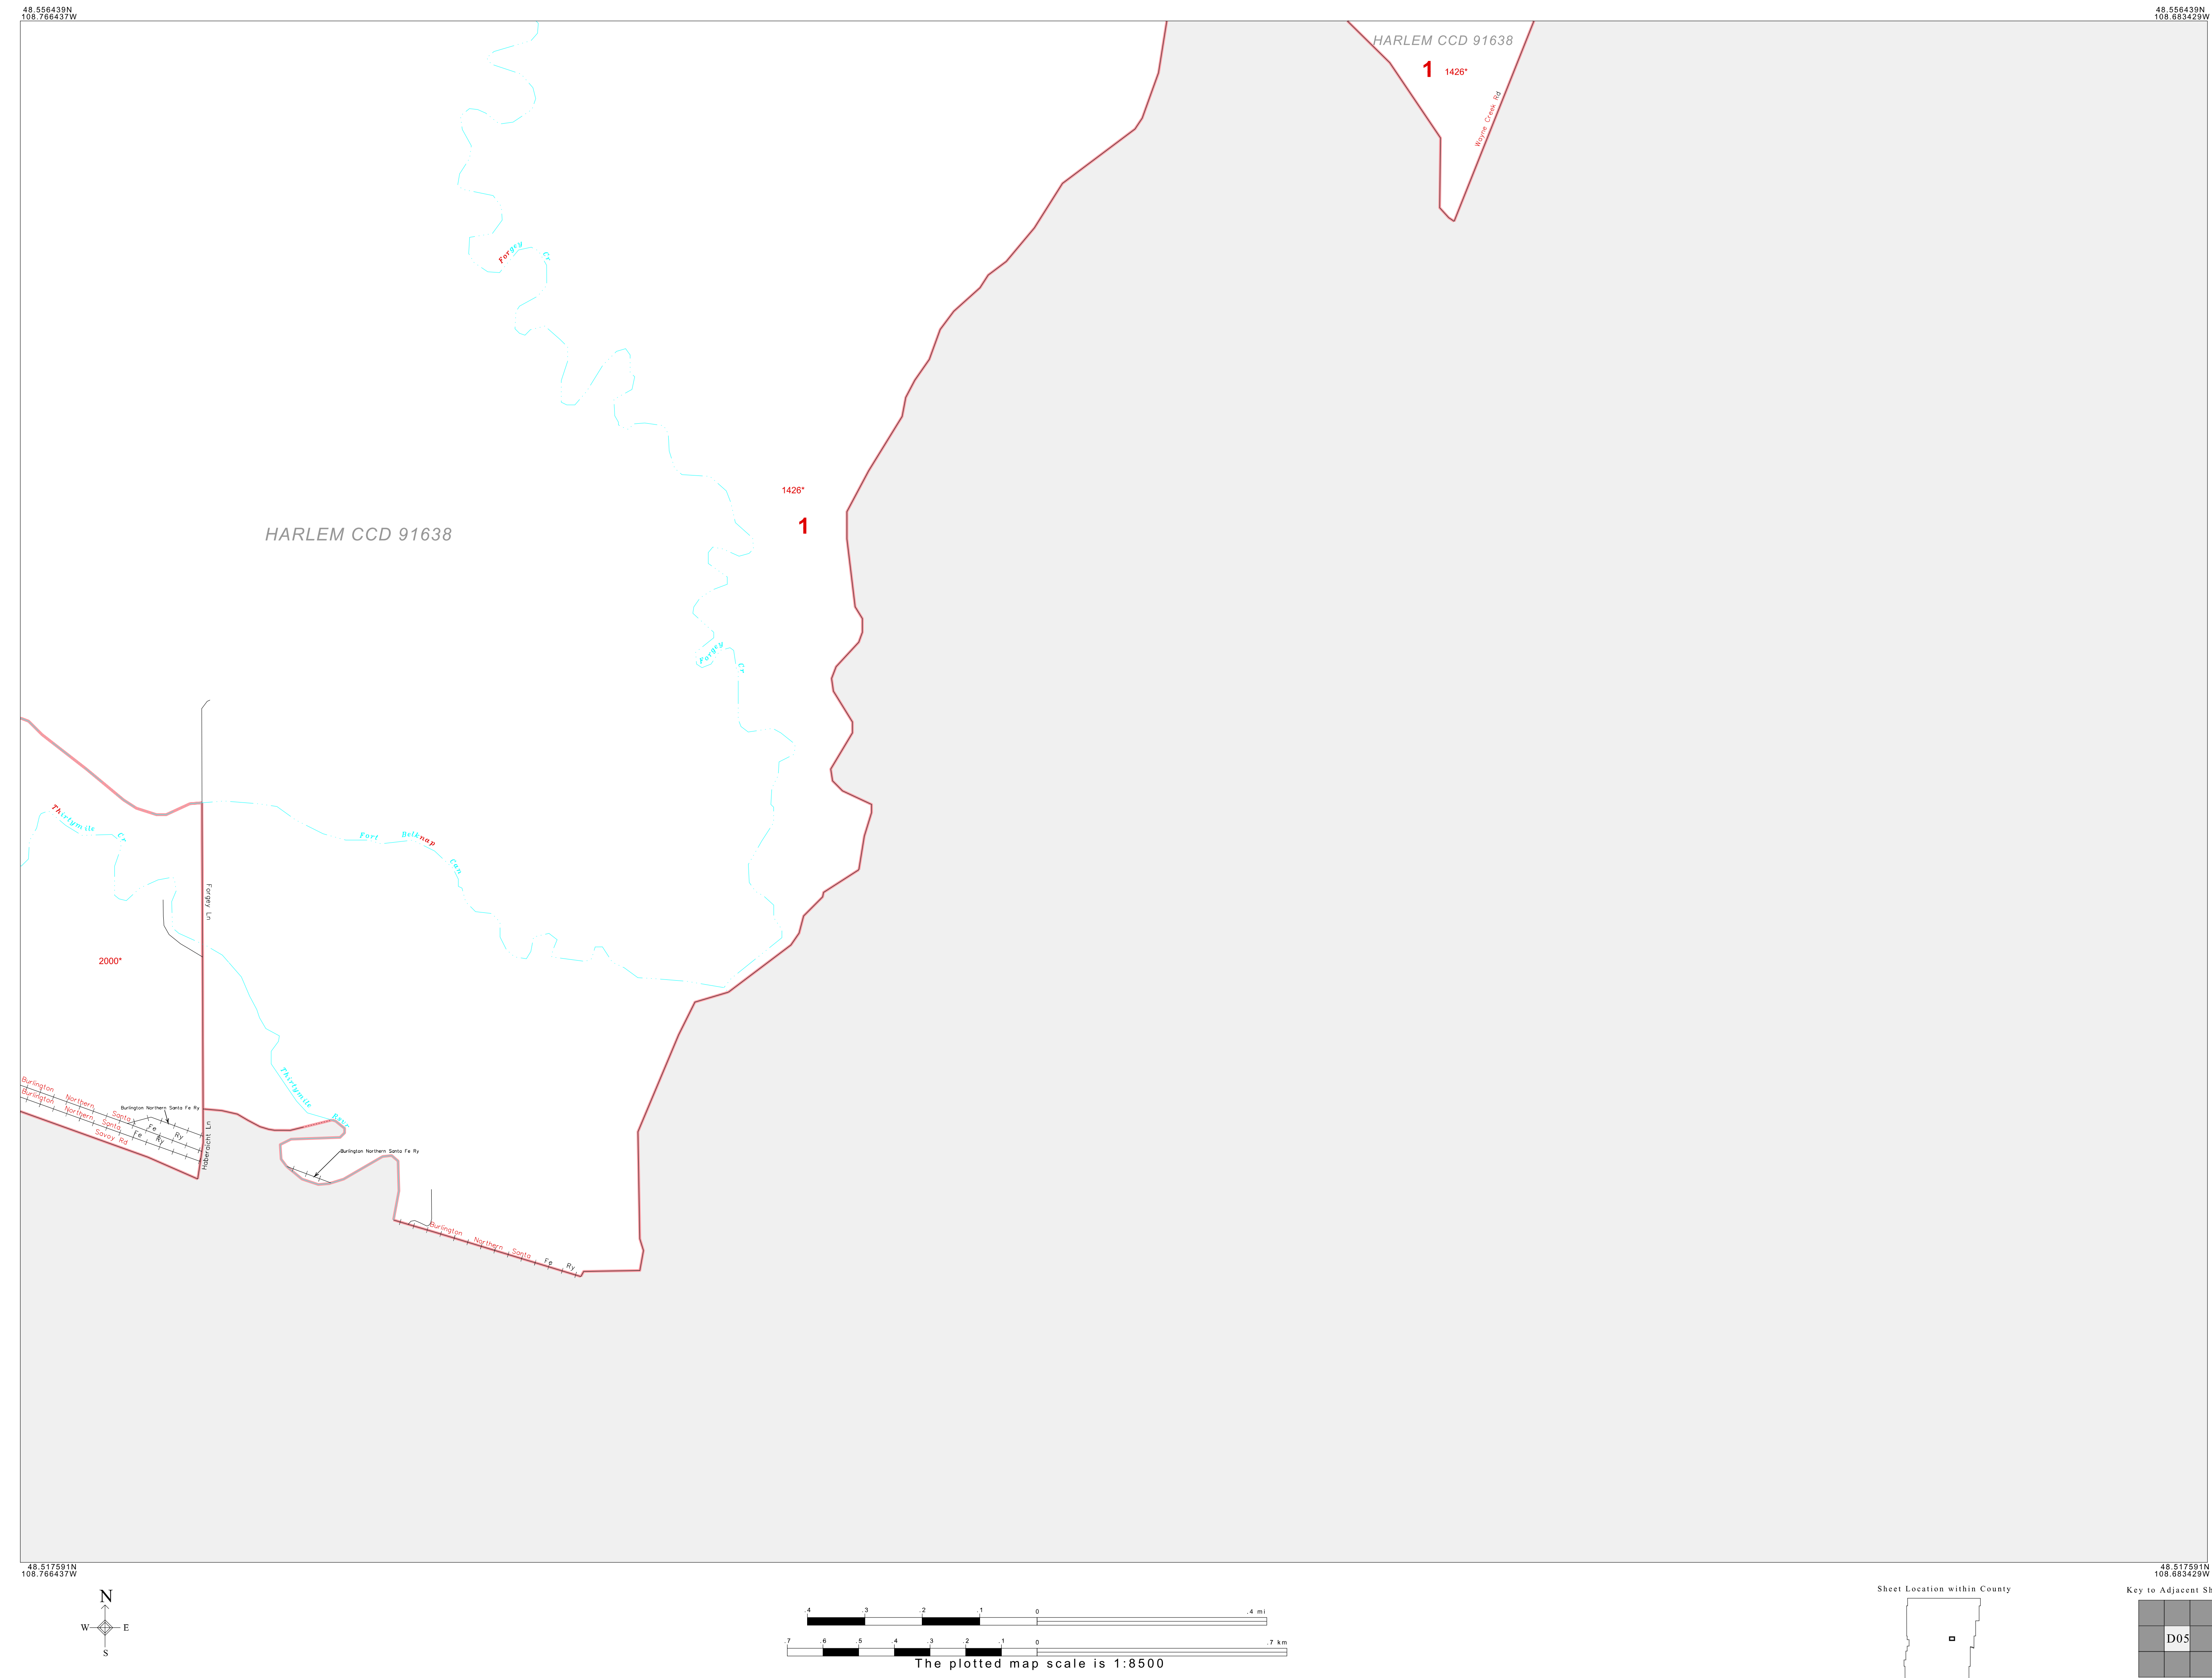 48.556439N
108.766437W
48.556439N
108.683429W
HARLEM CCD 91638
1 1426*
Wayne Creek Rd
Forgey Cr
1426*
1
HARLEM CCD 91638
Forgey Cr
Thirtymile Cr
Fort Belknap Can
Forgey Ln
2000*
Thirtymile Resvr
Burlington Northern Santa Fe Ry
Burlington Northern Santa Fe Ry
Burlington Northern Santa Fe Ry
Savoy Rd
Haberacht Ln
Burlington Northern Santa Fe Ry
Burlington Northern Santa Fe Ry
48.517591N
108.766437W
48.517591N
108.683429W
N
W E
S
.4 .3 .2 .1 0 .4 mi
.7 .6 .5 .4 .3 .2 .1 0 .7 km
The plotted map scale is 1:8500
Sheet Location within County
Key to Adjacent Sh
D05